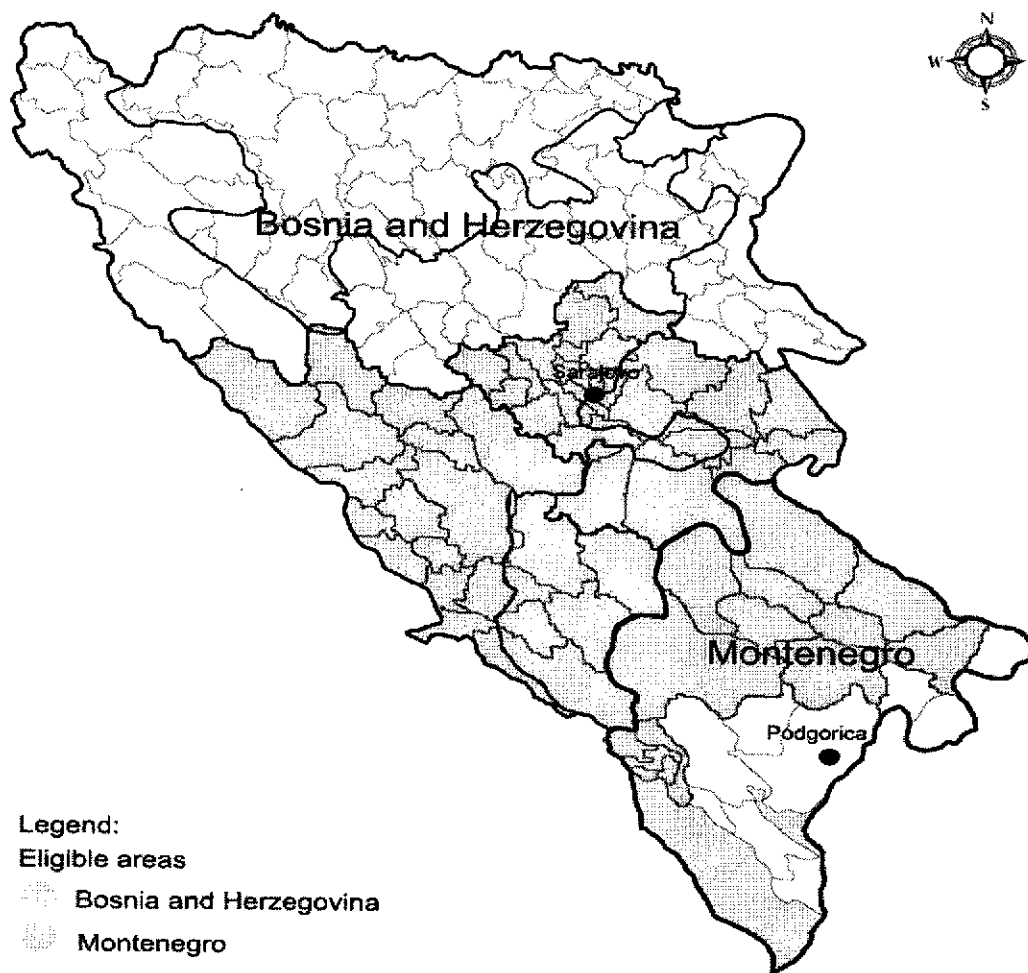 N
W
S
Bosnia and Herzegovina
Sarajevo
Montenegro
Podgorica
Legend:
Eligible areas
Bosnia and Herzegovina
Montenegro